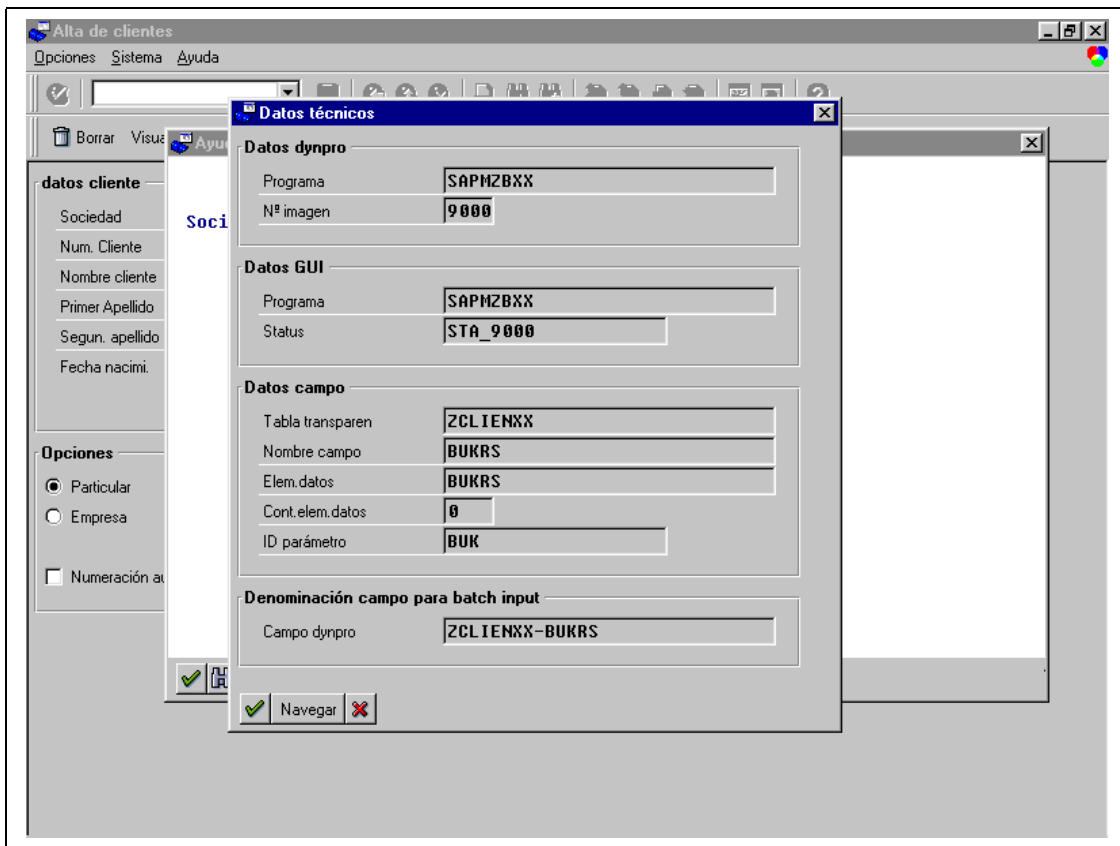 Alta de clientes
Opciones Sistema Ayuda
Datos técnicos
Borrar
Datos dynpro
datos cliente
Programa SAPMZBXX
Sociedad
Nº imagen 9000
Num. Cliente
Datos GUI
Nombre cliente
Programa SAPMZBXX
Primer Apellido
Status STA_9000
Segun. apellido
Fecha nacimi.
Datos campo
Tabla transparen ZCLIENXX
Opciones
Nombre campo BUKRS
Particular
Elem.datos BUKRS
Empresa
Cont.elem.datos 0
ID parámetro BUK
Numeración
Denominación campo para batch input
Campo dynpro ZCLIENXX-BUKRS
Navegar